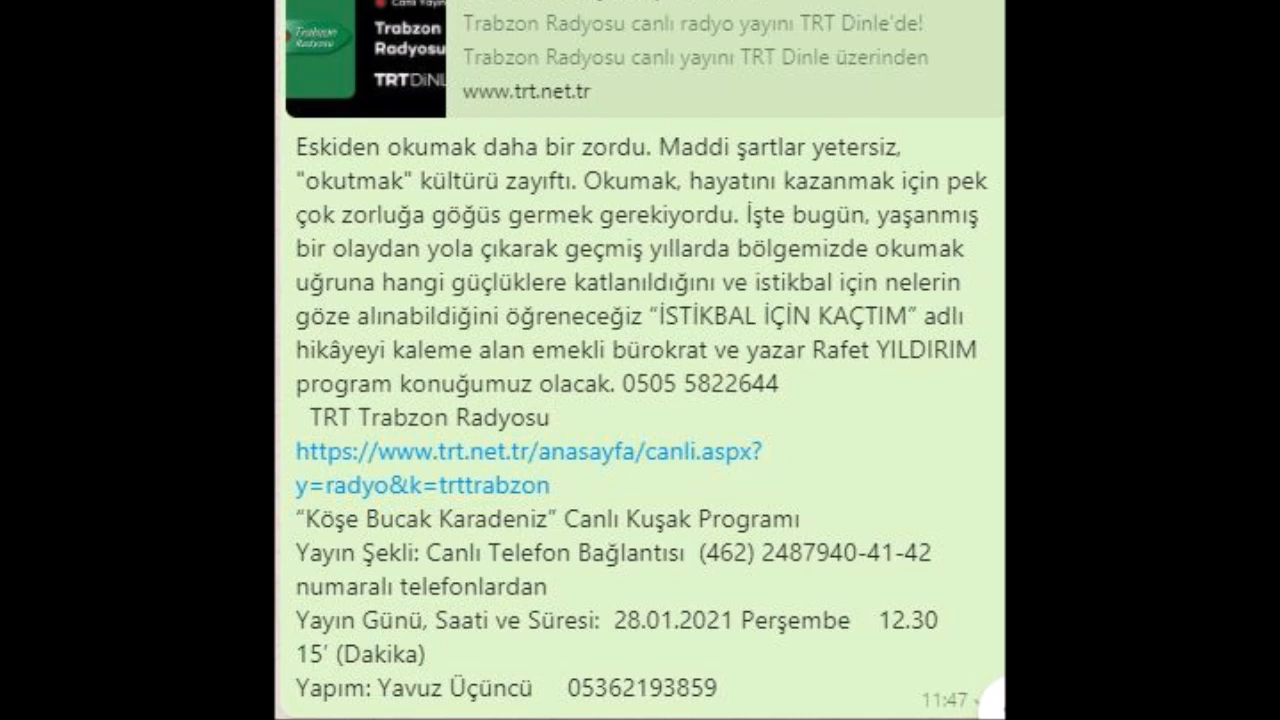 Canlı Yayın
Trabzon Radyosu canlı radyo yayını TRT Dinle'de!
Trabzon
Radyosu
Trabzon
Radyosu
Trabzon Radyosu canlı yayını TRT Dinle üzerinden
TRT DİNL
www.trt.net.tr
Eskiden okumak daha bir zordu. Maddi şartlar yetersiz,
"okutmak" kültürü zayıftı. Okumak, hayatını kazanmak için pek
çok zorluğa göğüs germek gerekiyordu. İşte bugün, yaşanmış
bir olaydan yola çıkarak geçmiş yıllarda bölgemizde okumak
uğruna hangi güçlüklere katlanıldığını ve istikbal için nelerin
göze alınabildiğini öğreneceğiz “İSTİKBAL İÇİN KAÇTIM” adlı
hikâyeyi kaleme alan emekli bürokrat ve yazar Rafet YILDIRIM
program konuğumuz olacak. 0505 5822644
TRT Trabzon Radyosu
https://www.trt.net.tr/anasayfa/canli.aspx?
y=radyo&k=trttrabzon
“Köşe Bucak Karadeniz” Canlı Kuşak Programı
Yayın Şekli: Canlı Telefon Bağlantısı (462) 2487940-41-42
numaralı telefonlardan
Yayın Günü, Saati ve Süresi: 28.01.2021 Perşembe 12.30
15’ (Dakika)
Yapım: Yavuz Üçüncü 05362193859
11:47